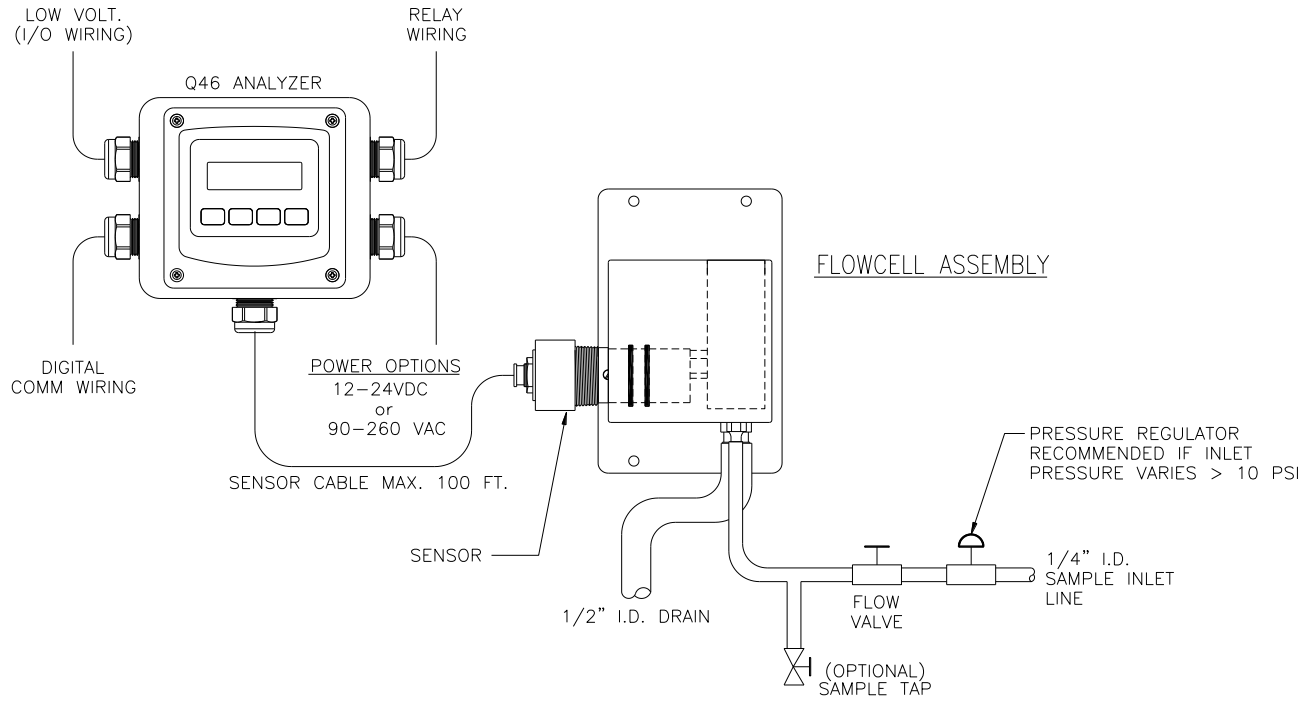 LOW VOLT.
(I/O WIRING)
RELAY
WIRING
Q46 ANALYZER
FLOWCELL ASSEMBLY
DIGITAL
COMM WIRING
POWER OPTIONS
12-24VDC
or
90-260 VAC
SENSOR CABLE MAX. 100 FT.
SENSOR
PRESSURE REGULATOR
RECOMMENDED IF INLET
PRESSURE VARIES > 10 PSI
1/4" I.D.
SAMPLE INLET
LINE
FLOW
VALVE
1/2" I.D. DRAIN
(OPTIONAL)
SAMPLE TAP